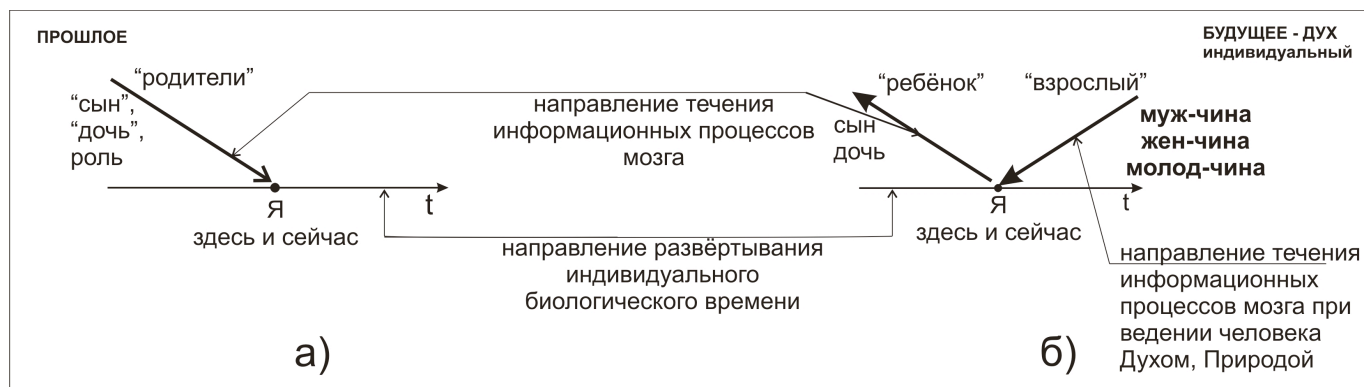 ПРОШЛОЕ
“родители”
“сын”,
“дочь”,
роль
Я
здесь и сейчас
t
а)
направление течения
информационных процессов
мозга
направление развёртывания
индивидуального
биологического времени
БУДУЩЕЕ - ДУХ
индивидуальный
“ребёнок”
“взрослый”
сын
дочь
муж-чина
жен-чина
молод-чина
Я
здесь и сейчас
t
направление течения
информационных
процессов мозга при
ведении человека
Духом, Природой
б)